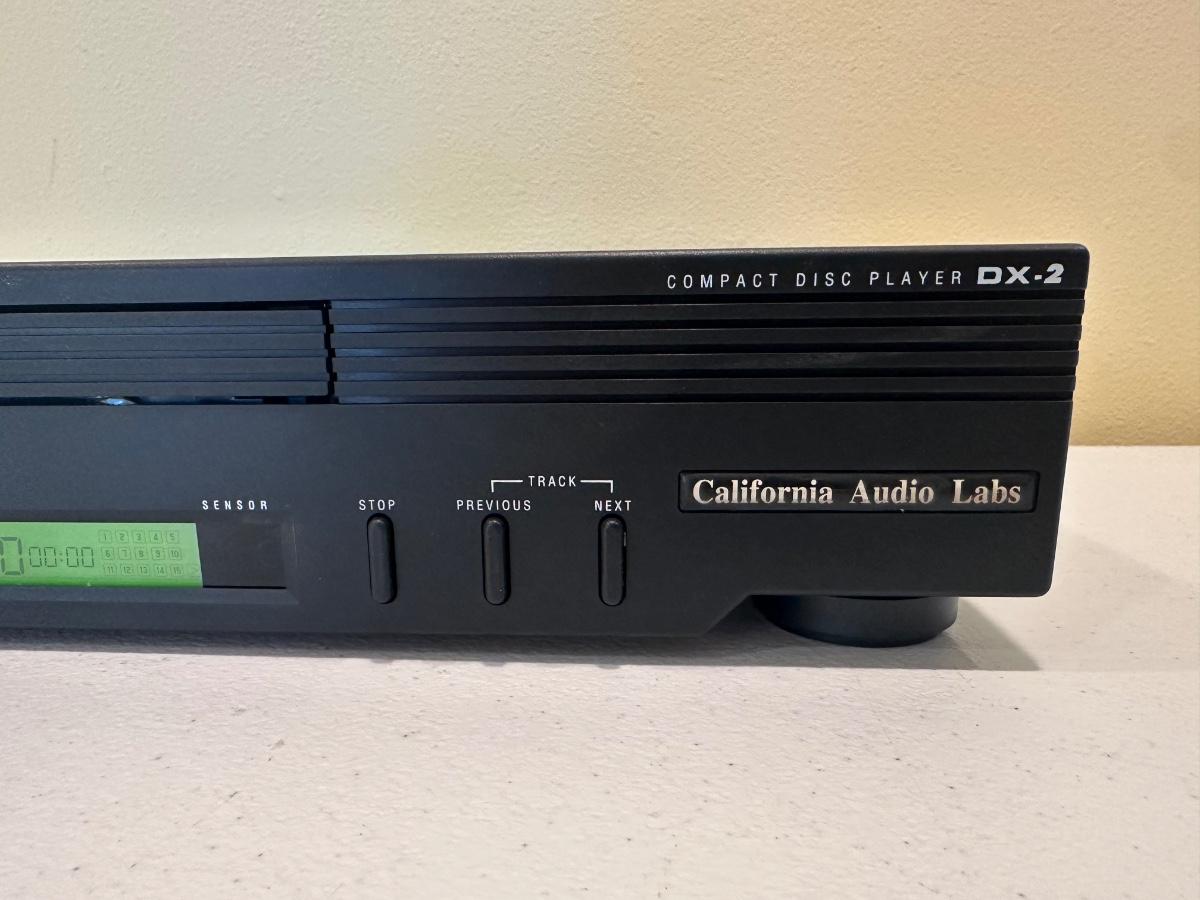 COMPACT DISC PLAYER DX-2
TRACK
SENSOR STOP PREVIOUS NEXT
California Audio Labs
00:00
1 2 3 4 5
6 7 8 9 10
11 12 13 14 15